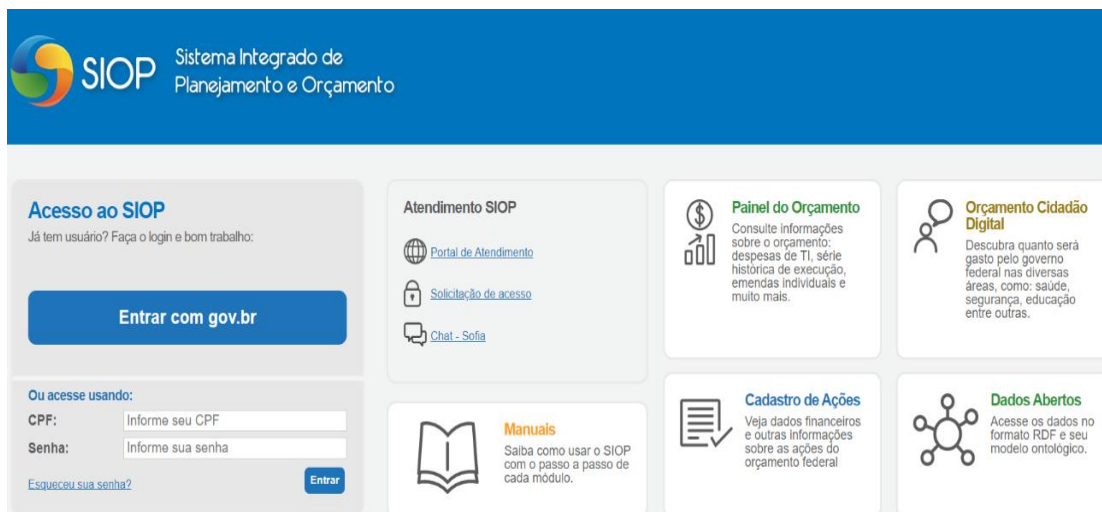 SIOP
Sistema Integrado de
Planejamento e Orçamento
Acesso ao SIOP
Já tem usuário? Faça o login e bom trabalho:
Entrar com gov.br
Ou acesse usando:
CPF:
Informe seu CPF
Senha:
Informe sua senha
Esqueceu sua senha?
Entrar
Atendimento SIOP
Portal de Atendimento
Solicitação de acesso
Chat - Sofia
Manuais
Saiba como usar o SIOP
com o passo a passo de
cada módulo.
Painel do Orçamento
Consulte informações
sobre o orçamento:
despesas de TI, série
histórica de execução,
emendas individuais e
muito mais.
Orçamento Cidadão
Digital
Descubra quanto será
gasto pelo governo
federal nas diversas
áreas, como: saúde,
segurança, educação
entre outras.
Cadastro de Ações
Veja dados financeiros
e outras informações
sobre as ações do
orçamento federal
Dados Abertos
Acesse os dados no
formato RDF e seu
modelo ontológico.